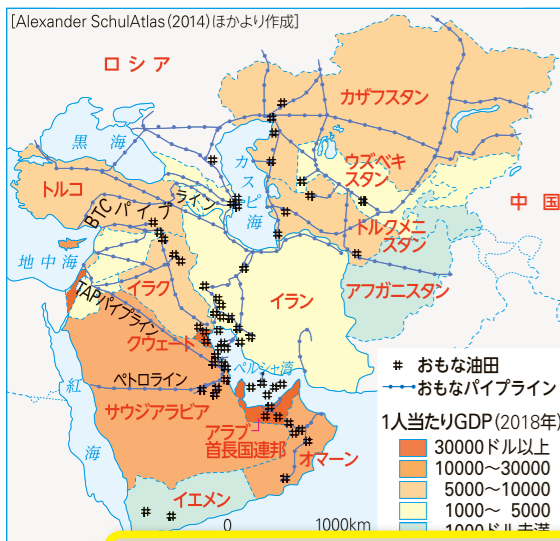 [Alexander SchulAtlas(2014)ほかより作成]
ロシア
カザフスタン
黒海
カスピ海
ウズベキ
スタン
トルコ
BTCパイプ
ライン
中国
トルクメニ
スタン
地中海
アフガニスタン
イラク
イラン
TAPパイプライン
クウェート
ペルシャ湾
おもな油田
ペトロライン
おもなパイプライン
紅海
サウジアラビア
1人当たりGDP(2018年)
アラブ
首長国連邦
オマーン
30000ドル以上
10000~30000
5000~10000
イエメン
1000~ 5000
0 1000km
1000ドル未満